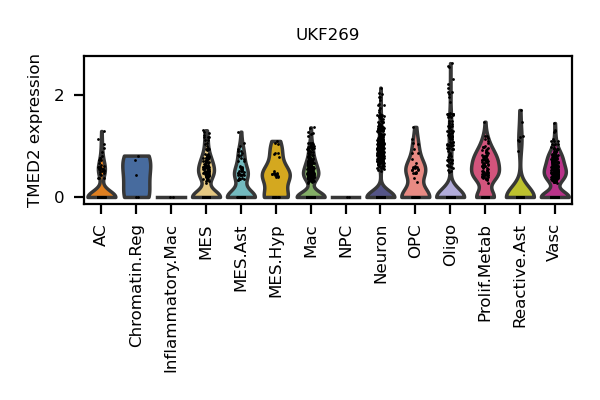 UKF269
TMED2 expression
2
0
AC
Chromatin.Reg
Inflammatory.Mac
MES
MES.Ast
MES.Hyp
Mac
NPC
Neuron
OPC
Oligo
Prolif.Metab
Reactive.Ast
Vasc